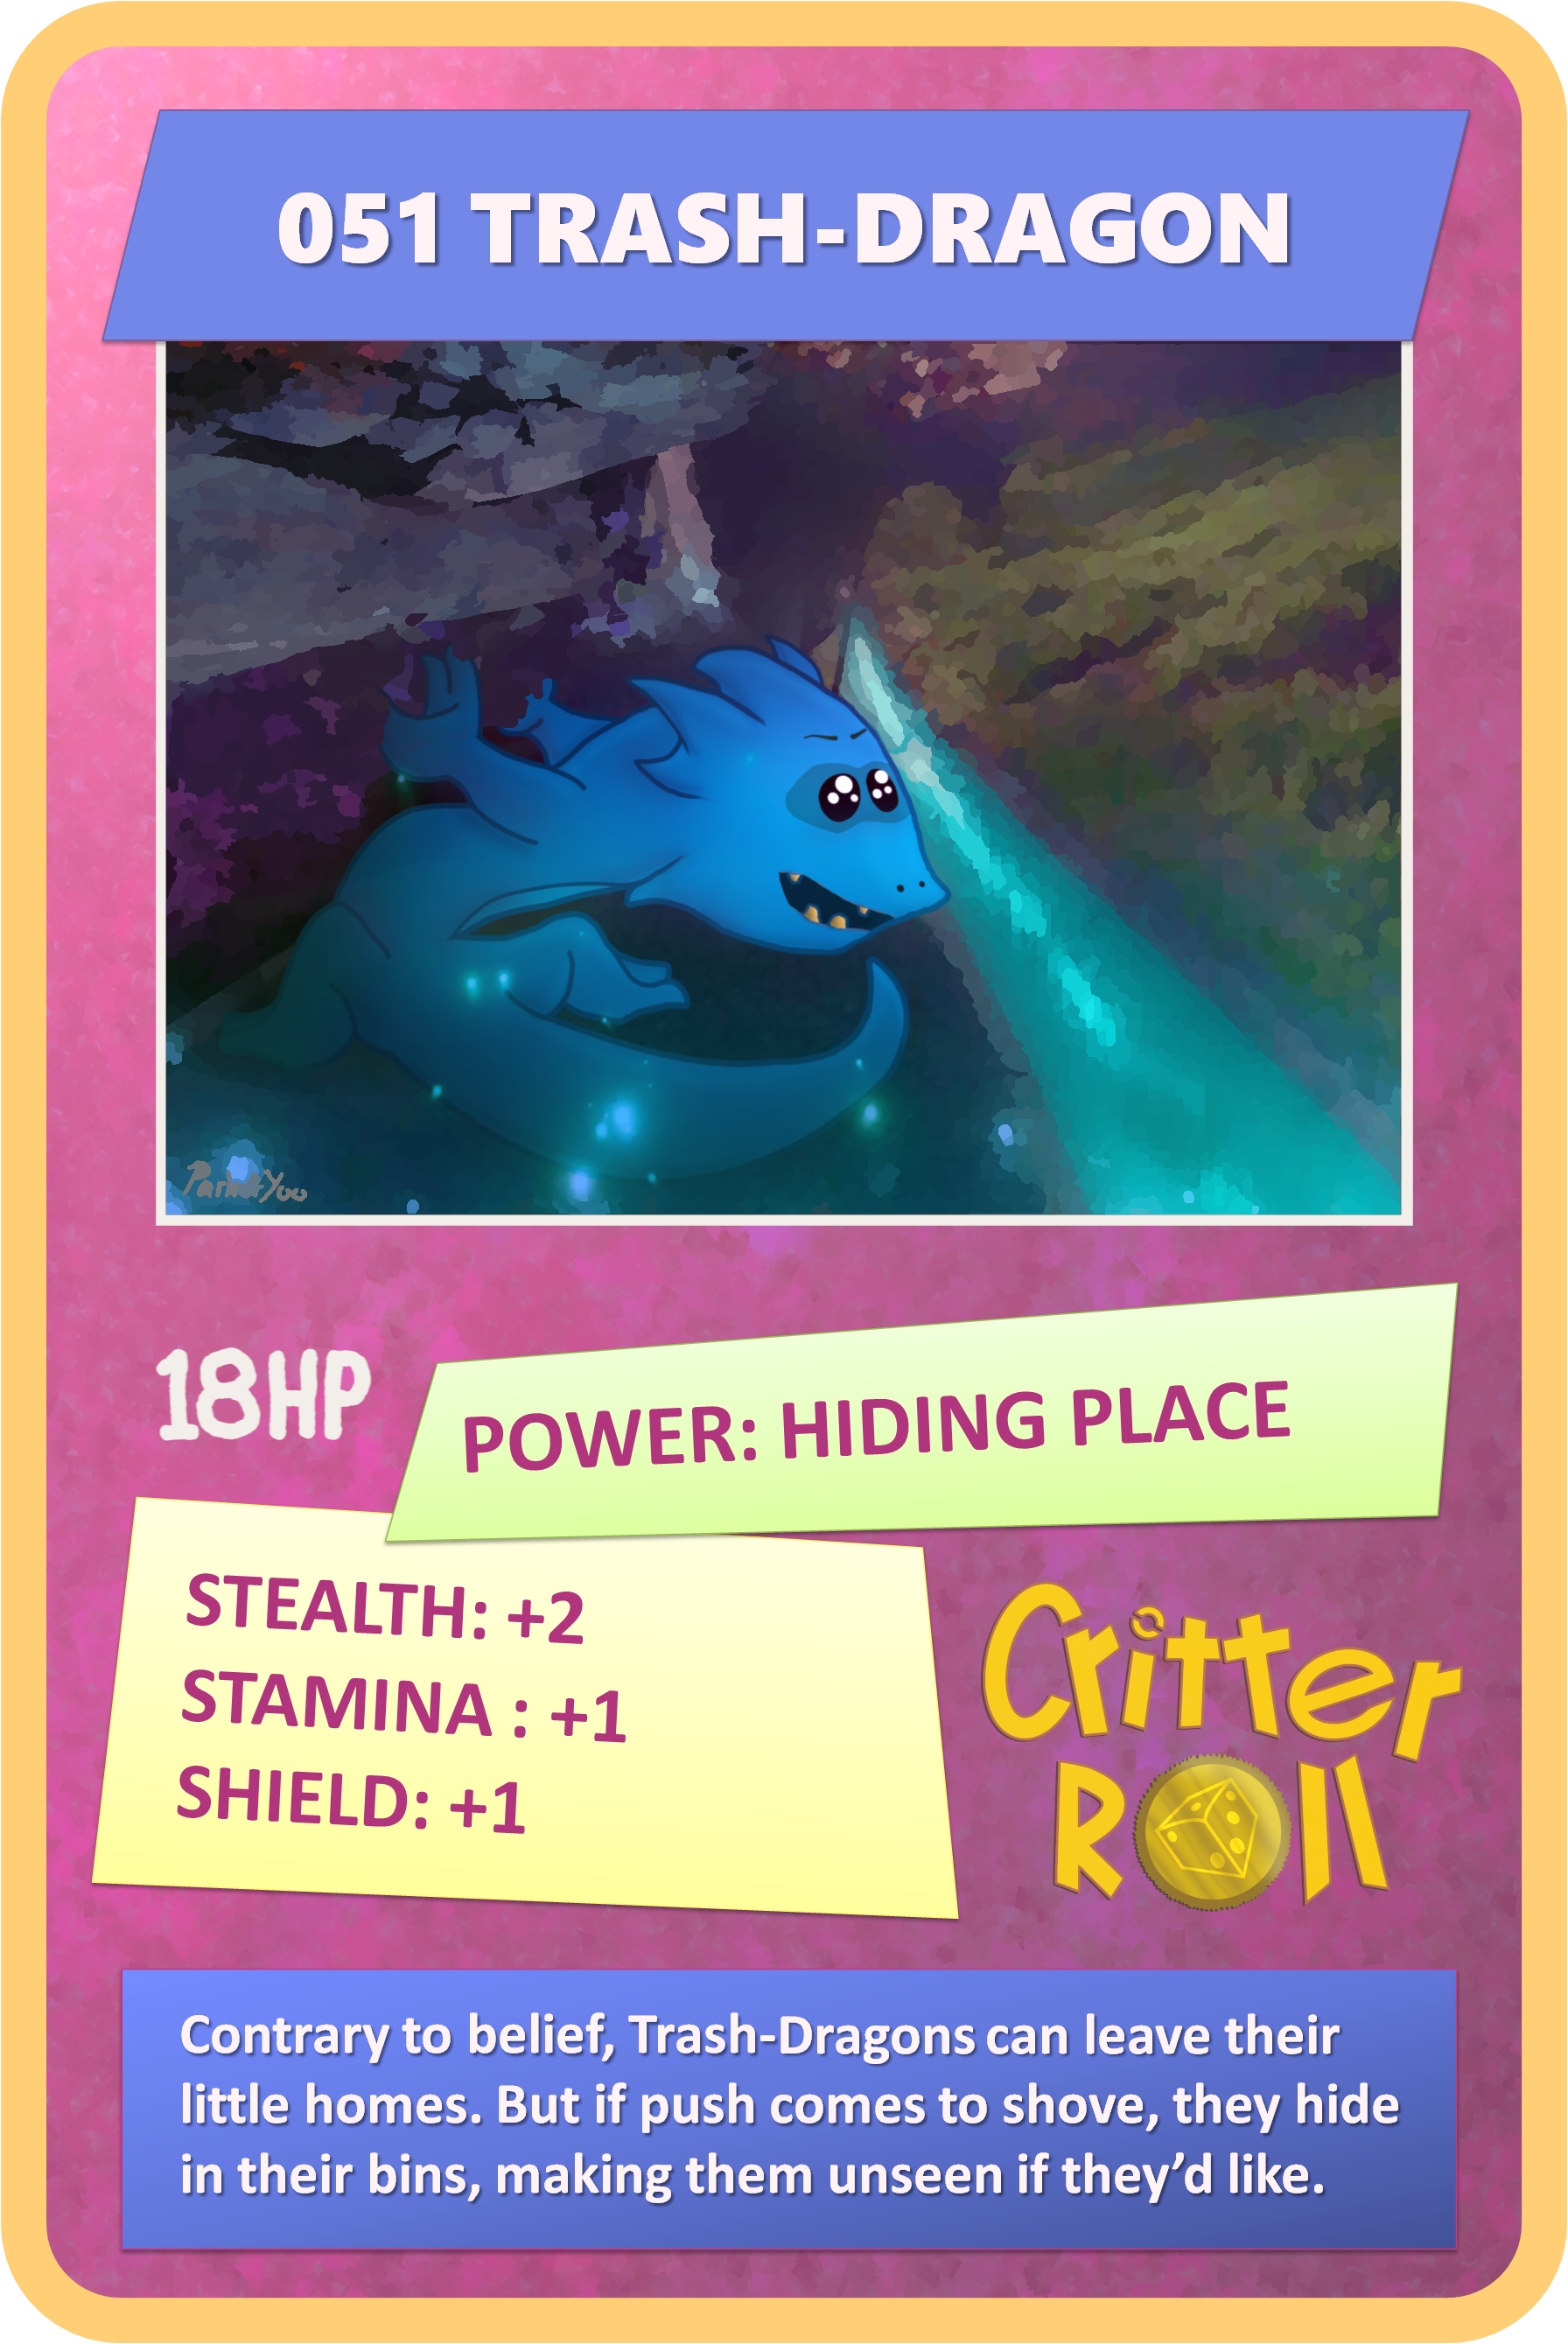 051 TRASH-DRAGON
ParkerYoo
18HP
POWER: HIDING PLACE
STEALTH: +2
STAMINA : +1
SHIELD: +1
Critter
Roll
Contrary to belief, Trash-Dragons can leave their
little homes. But if push comes to shove, they hide
in their bins, making them unseen if they’d like.